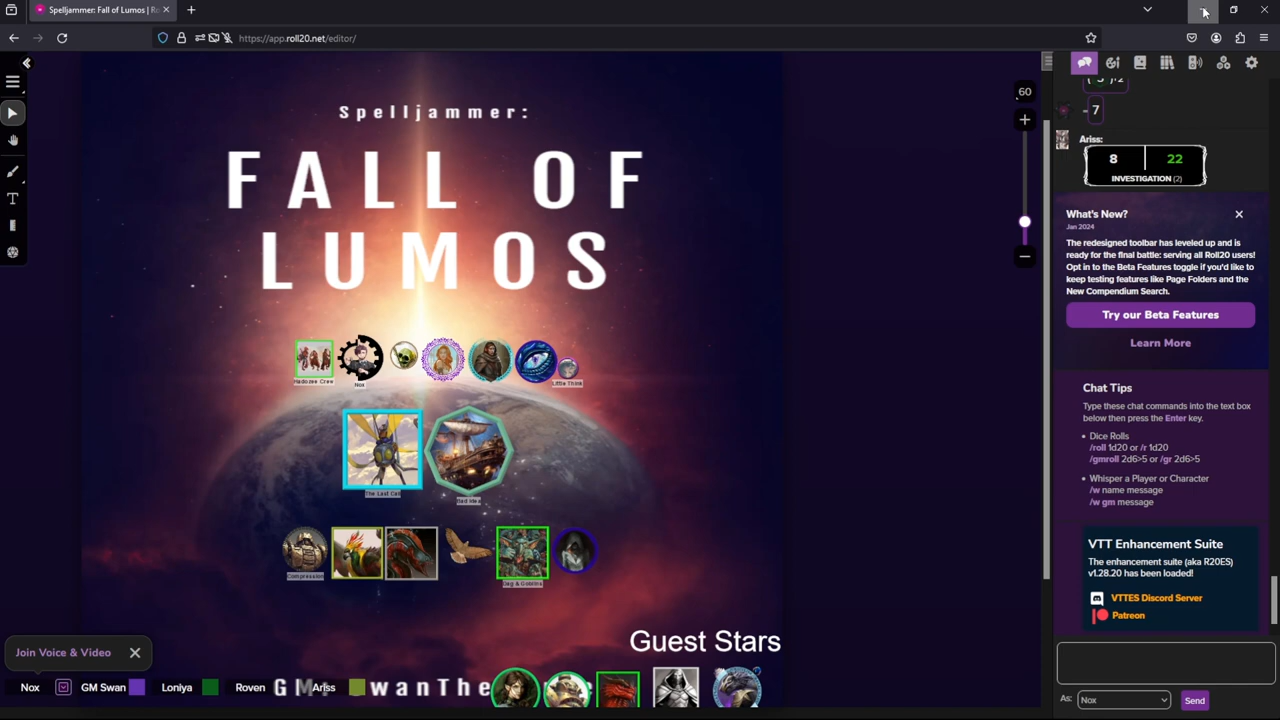 Spelljammer: Fall of Lumos | Ro
https://app.roll20.net/editor/
60
Spelljammer:
FALL OF
LUMOS
Hadozee Crew
Nox
Little Think
The Last Call
Bad Idea
Compression
Dag & Goblins
Guest Stars
Join Voice & Video
Nox
GM Swan
Loniya
Roven
Ariss
-7
Ariss:
8
22
INVESTIGATION (2)
What's New?
Jan 2024
The redesigned toolbar has leveled up and is
ready for the final battle: serving all Roll20 users!
Opt in to the Beta Features toggle if you'd like to
keep testing features like Page Folders and the
New Compendium Search.
Try our Beta Features
Learn More
Chat Tips
Type these chat commands into the text box
below then press the Enter key.
• Dice Rolls
/roll 1d20 or /r 1d20
/gmroll 2d6>5 or /gr 2d6>5
• Whisper a Player or Character
/w name message
/w gm message
VTT Enhancement Suite
The enhancement suite (aka R20ES)
v1.28.20 has been loaded!
VTTES Discord Server
Patreon
As:
Nox
Send